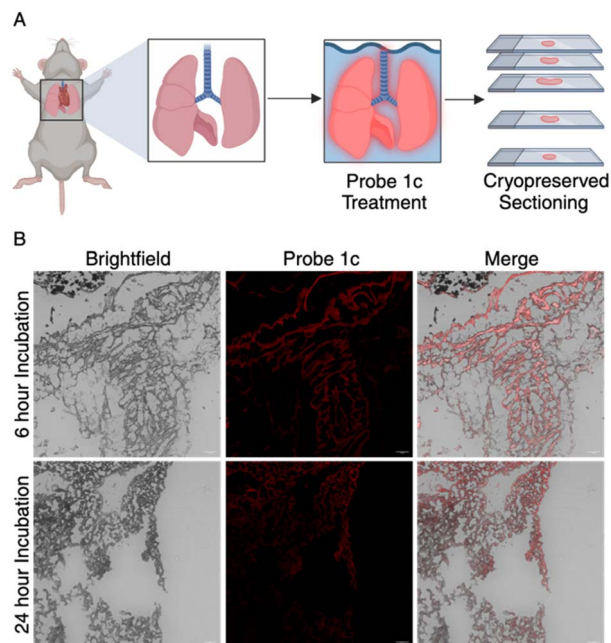 A
Probe 1c
Treatment
Cryopreserved
Sectioning
B
Brightfield
Probe 1c
Merge
6 hour Incubation
24 hour Incubation